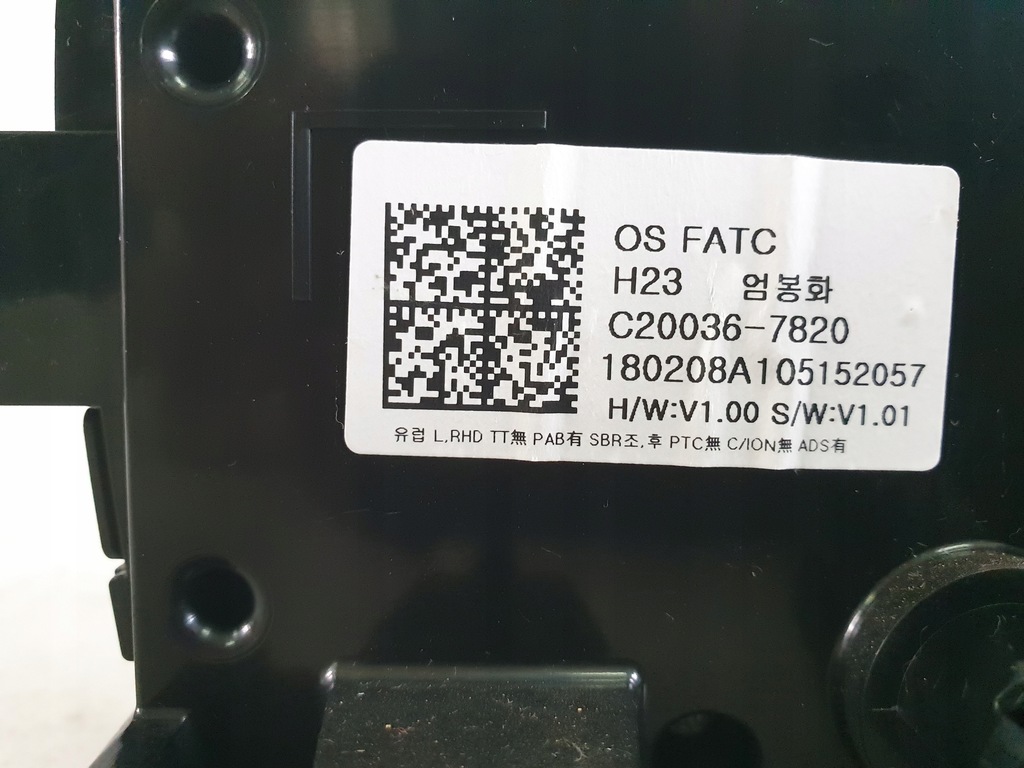 OS FATC
H23 엄봉화
C20036-7820
180208A105152057
H/W:V1.00 S/W:V1.01
유럽 L,RHD TT無 PAB有 SBR조,후 PTC無 C/ION無 ADS有